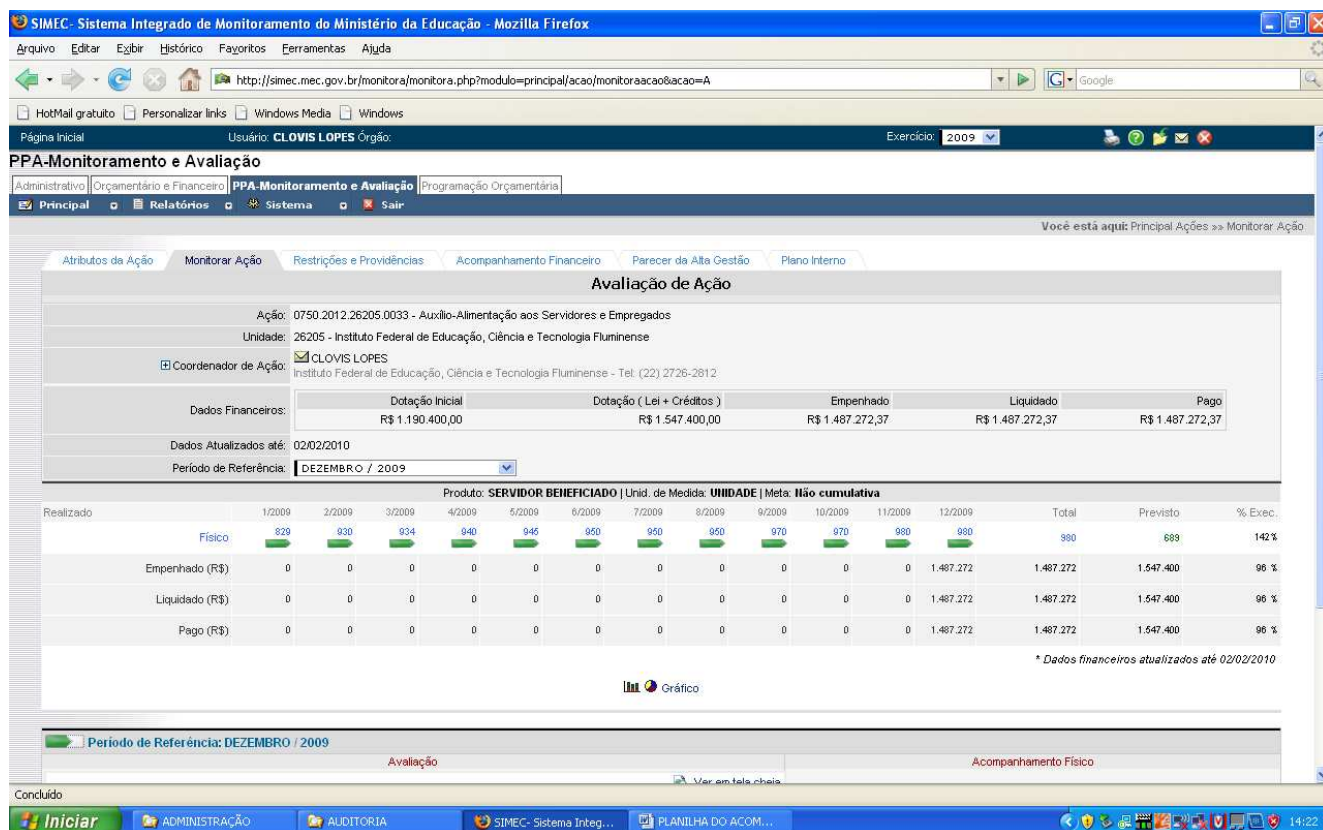 SIMEC- Sistema Integrado de Monitoramento do Ministério da Educação - Mozilla Firefox
Arquivo Editar Exibir Histórico Favoritos Ferramentas Ajuda
http://simec.mec.gov.br/monitora/monitora.php?modulo=principal/acao/monitoraacao&acao=A G Google
HotMail gratuito Personalizar links Windows Media Windows
Página Inicial Usuário: CLOVIS LOPES Órgão: Exercício: 2009
PPA-Monitoramento e Avaliação
Administrativo Orçamentário e Financeiro PPA-Monitoramento e Avaliação Programação Orçamentária
Principal Relatórios Sistema Sair
Você está aqui: Principal Ações »» Monitorar Ação
Atributos da Ação Monitorar Ação Restrições e Providências Acompanhamento Financeiro Parecer da Alta Gestão Plano Interno
Avaliação de Ação
Ação: 0750.2012.26205.0033 - Auxílio-Alimentação aos Servidores e Empregados
Unidade: 26205 - Instituto Federal de Educação, Ciência e Tecnologia Fluminense
Coordenador de Ação: CLOVIS LOPES
Instituto Federal de Educação, Ciência e Tecnologia Fluminense - Tel: (22) 2726-2812
Dados Financeiros: Dotação Inicial Dotação ( Lei + Créditos ) Empenhado Liquidado Pago
R$ 1.190.400,00 R$ 1.547.400,00 R$ 1.487.272,37 R$ 1.487.272,37 R$ 1.487.272,37
Dados Atualizados até: 02/02/2010
Período de Referência: DEZEMBRO / 2009
Produto: SERVIDOR BENEFICIADO | Unid. de Medida: UNIDADE | Meta: Não cumulativa
Realizado 1/2009 2/2009 3/2009 4/2009 5/2009 6/2009 7/2009 8/2009 9/2009 10/2009 11/2009 12/2009 Total Previsto % Exec.
Físico 829 930 934 940 945 950 950 950 970 970 980 980 980 689 142 %
Empenhado (R$) 0 0 0 0 0 0 0 0 0 0 0 1.487.272 1.487.272 1.547.400 96 %
Liquidado (R$) 0 0 0 0 0 0 0 0 0 0 0 1.487.272 1.487.272 1.547.400 96 %
Pago (R$) 0 0 0 0 0 0 0 0 0 0 0 1.487.272 1.487.272 1.547.400 96 %
* Dados financeiros atualizados até 02/02/2010
Gráfico
Período de Referência: DEZEMBRO / 2009
Avaliação Acompanhamento Físico
Ver em tela cheia
Concluído
Iniciar ADMINISTRAÇÃO AUDITORIA SIMEC- Sistema Integ... PLANILHA DO ACOM... 14:22